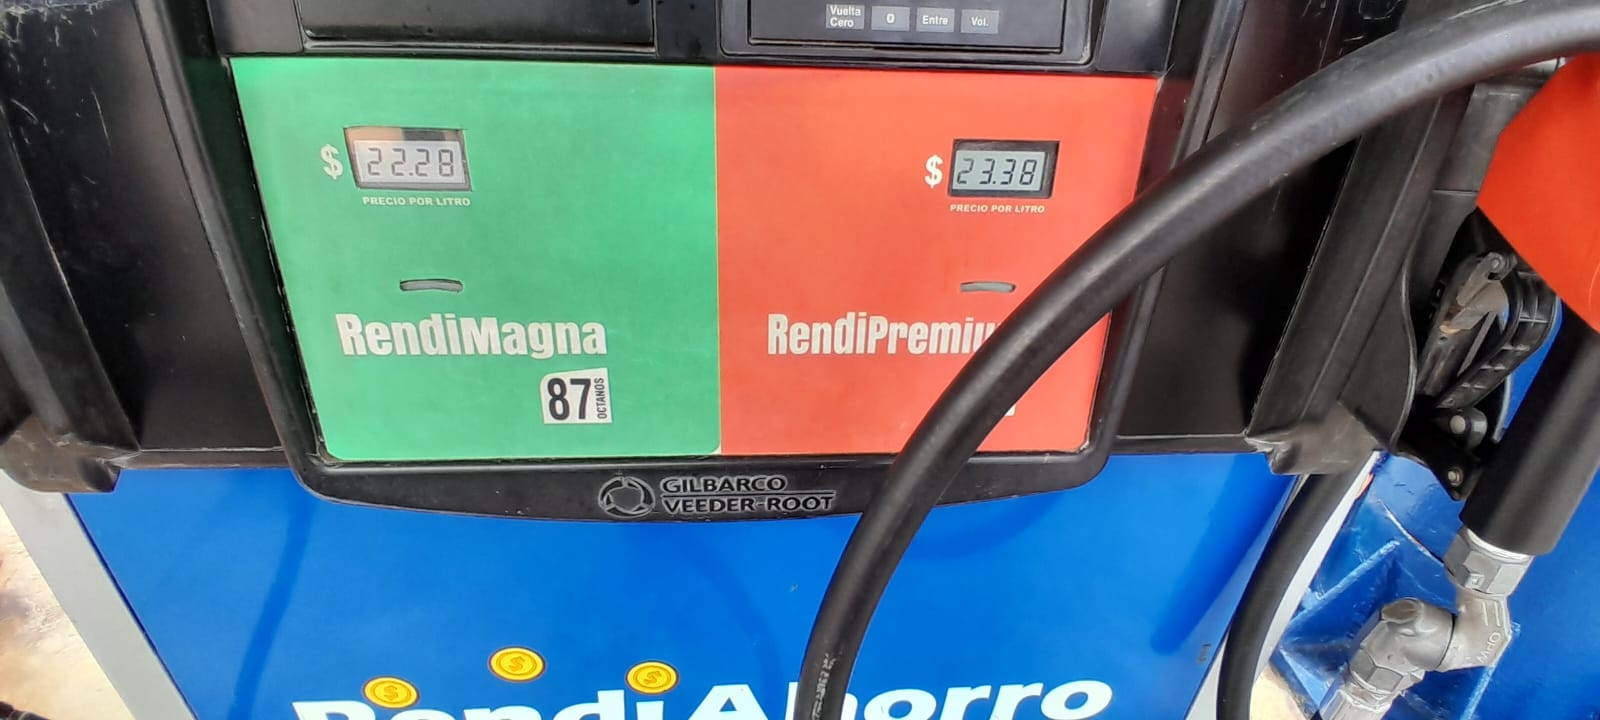 Vuelta
Cero
0
Entre
Vol.
$ 22.28
PRECIO POR LITRO
$ 23.38
PRECIO POR LITRO
RendiMagna
87
OCTANOS
GILBARCO
VEEDER-ROOT